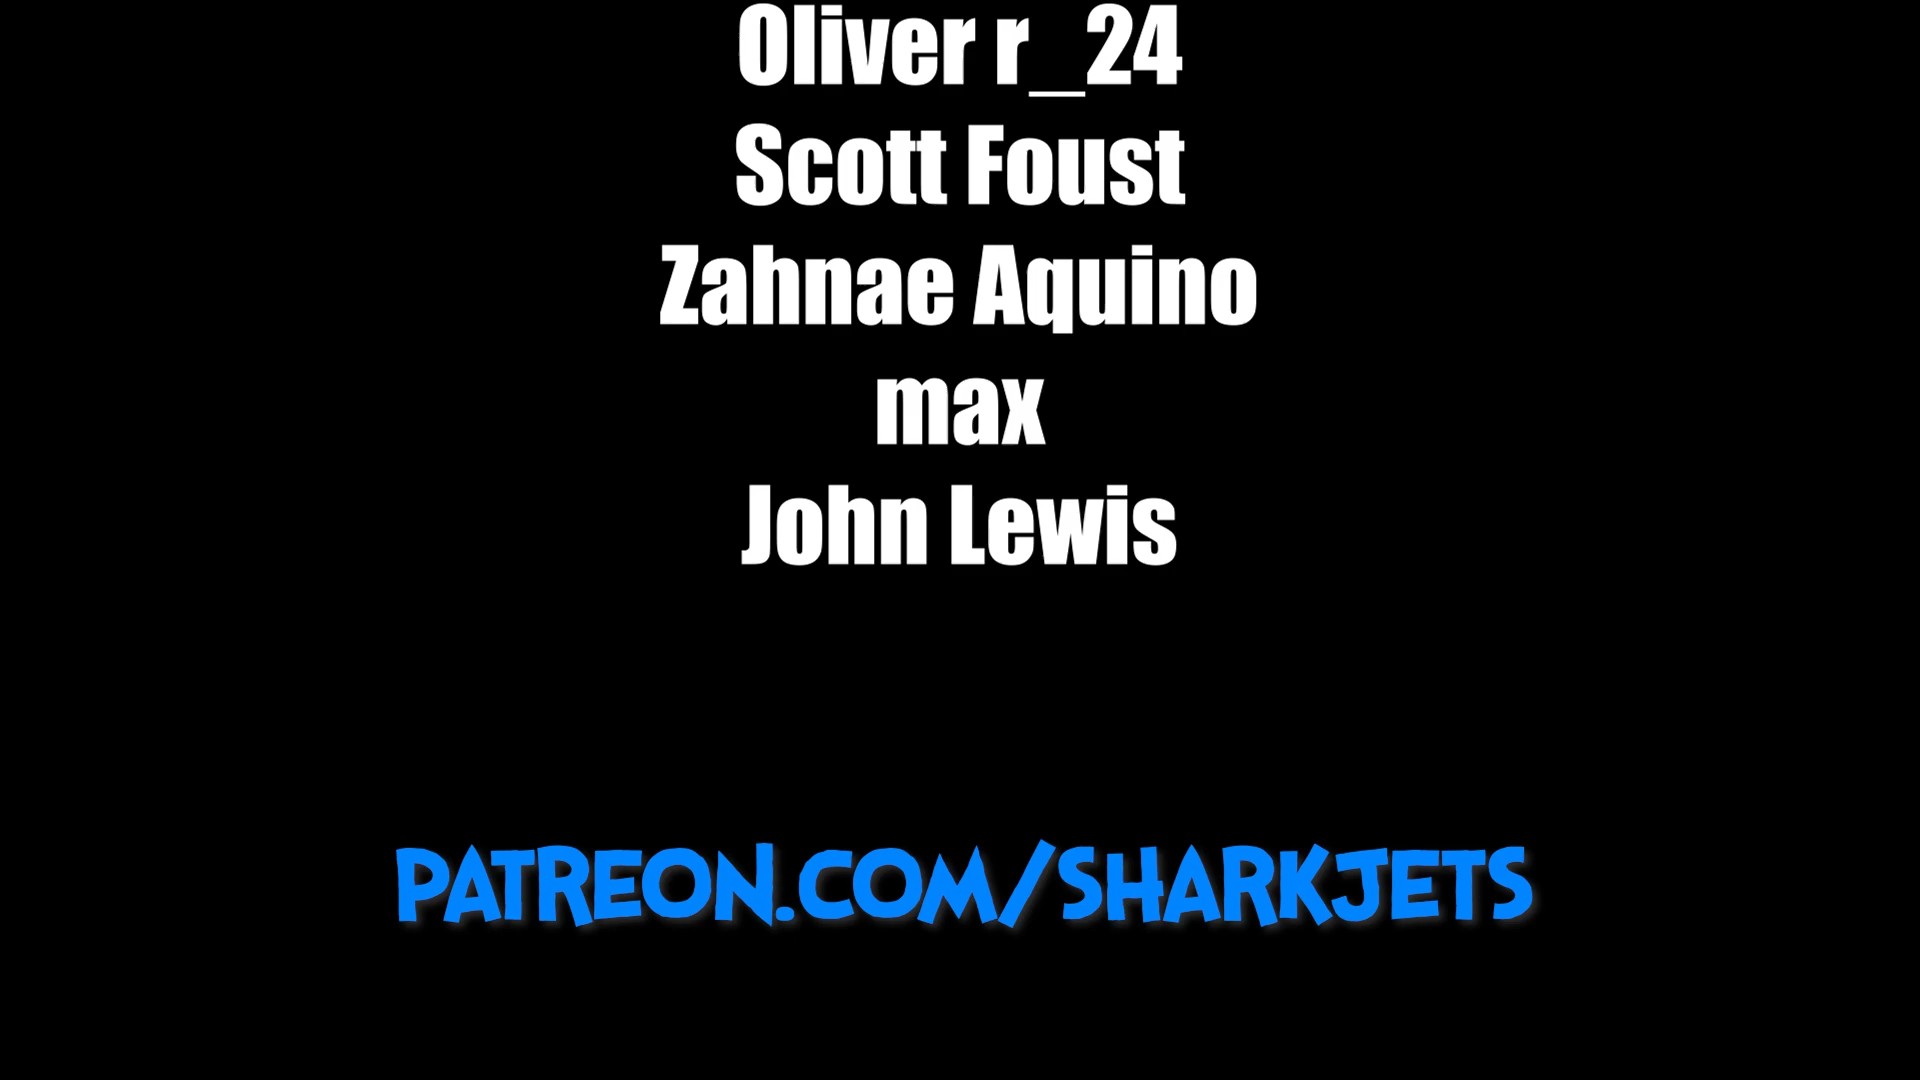 Oliver r_24
Scott Foust
Zahnae Aquino
max
John Lewis
PATREON.COM/SHARKJETS